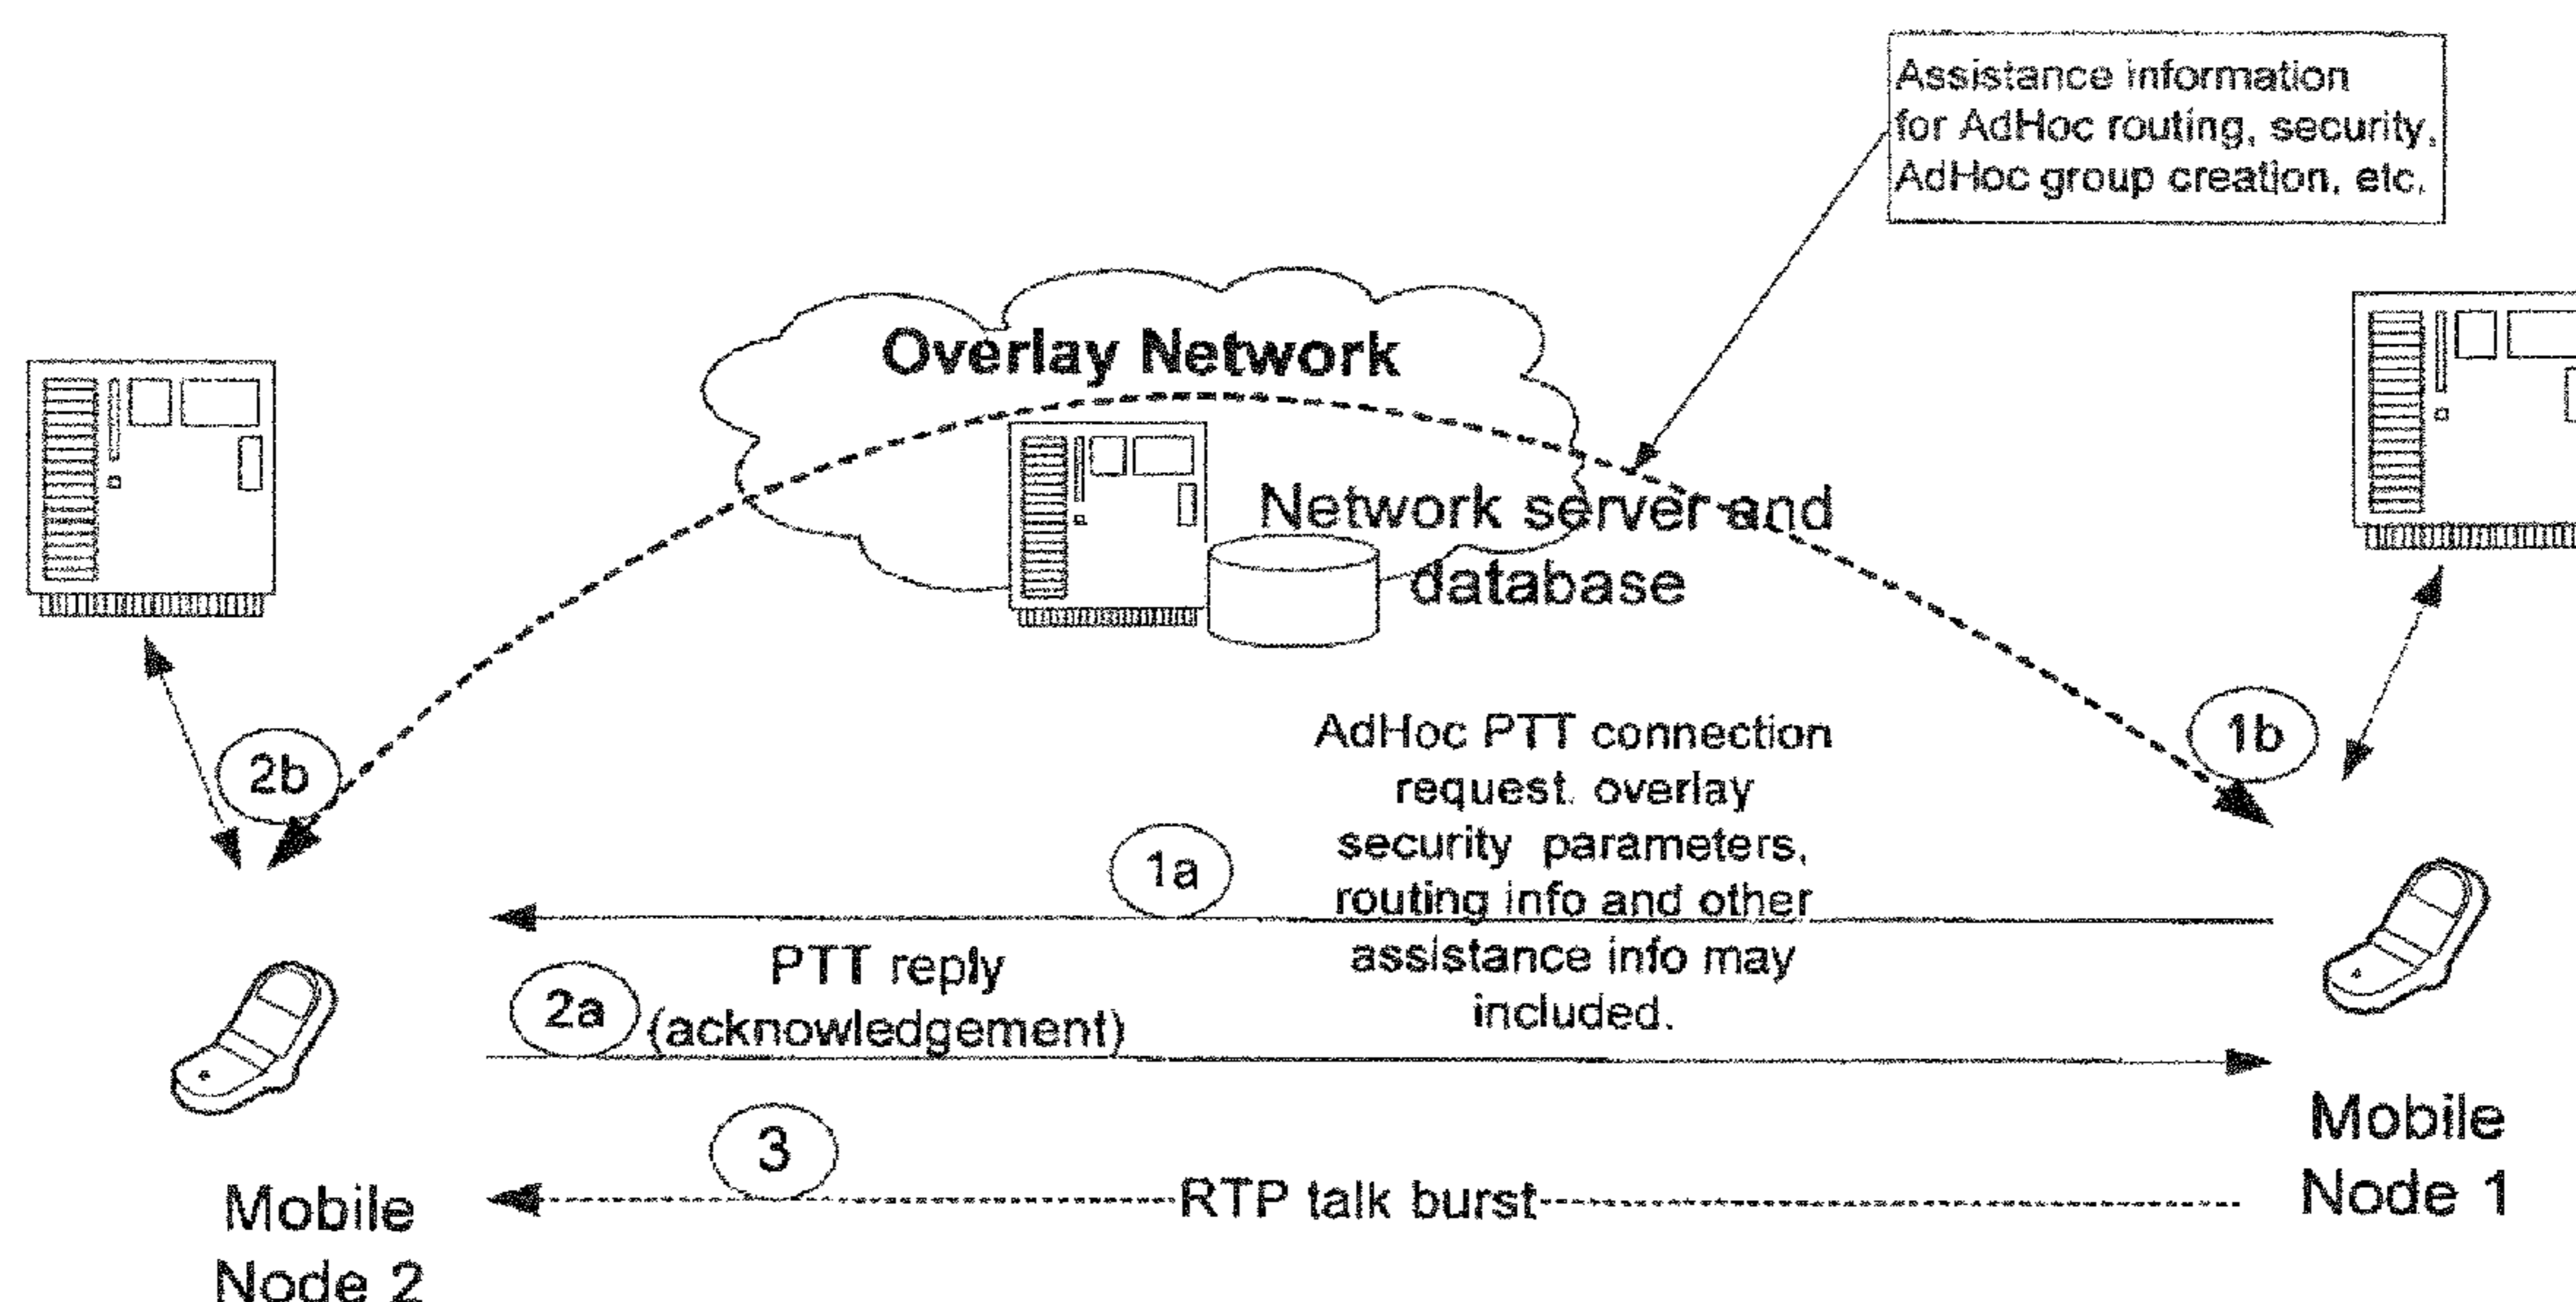 Assistance information
for AdHoc routing, security,
AdHoc group creation, etc.
Overlay Network
Network server and
database
2b
1b
AdHoc PTT connection
request. overlay
security parameters,
routing info and other
assistance info may
included.
1a
PTT reply
(acknowledgement)
2a
3
RTP talk burst
Mobile
Node 1
Mobile
Node 2